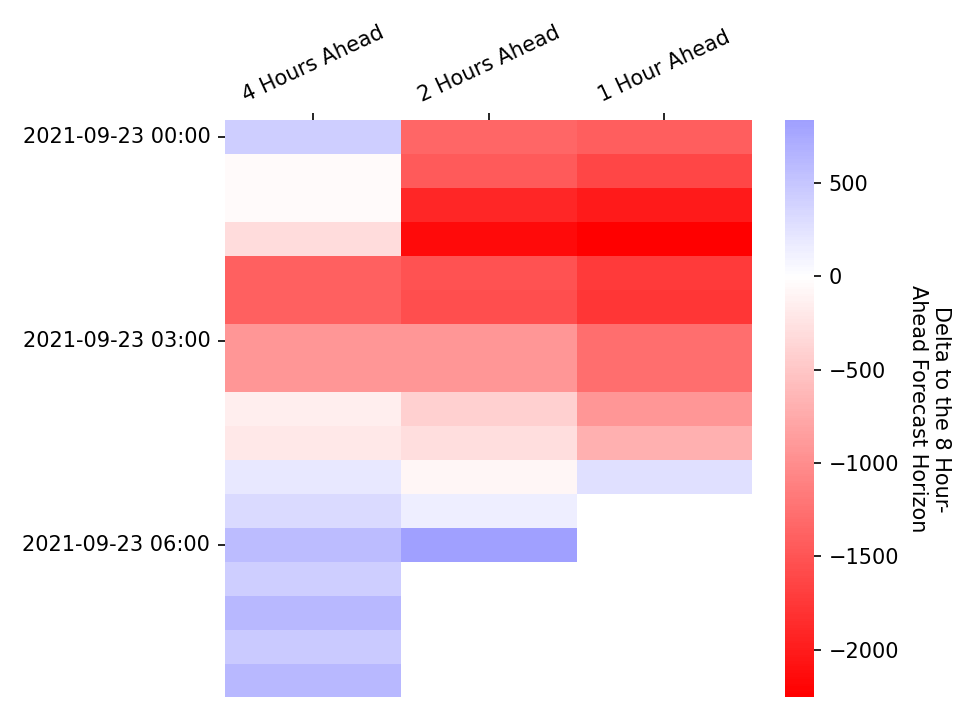 4 Hours Ahead
2 Hours Ahead
1 Hour Ahead
2021-09-23 00:00
2021-09-23 03:00
2021-09-23 06:00
500
0
−500
−1000
−1500
−2000
Delta to the 8 Hour-
Ahead Forecast Horizon